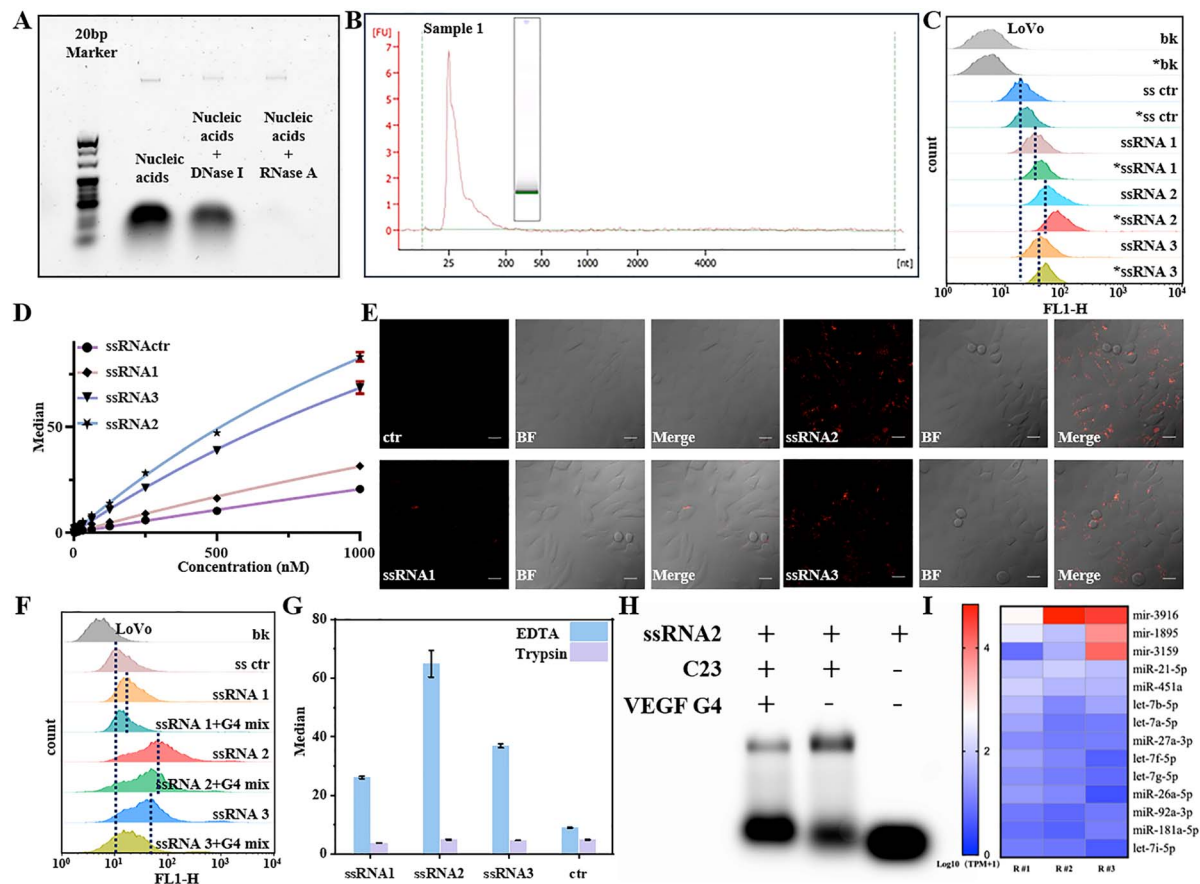 A
20bp
Marker
Nucleic
acids
Nucleic
acids
+
DNase I
Nucleic
acids
+
RNase A
B
[FU]
Sample 1
7
6
5
4
3
2
1
0
25
200
500
1000
2000
4000
[nt]
C
LoVo
bk
*bk
ss ctr
*ss ctr
ssRNA 1
*ssRNA 1
ssRNA 2
*ssRNA 2
ssRNA 3
*ssRNA 3
count
10⁰ 10¹ 10² 10³ 10⁴
FL1-H
D
ssRNActr
ssRNA1
ssRNA3
ssRNA2
Median
50
0
0 500 1000
Concentration (nM)
E
ctr BF Merge ssRNA2 BF Merge
ssRNA1 BF Merge ssRNA3 BF Merge
F
LoVo
bk
ss ctr
ssRNA 1
ssRNA 1+G4 mix
ssRNA 2
ssRNA 2+G4 mix
ssRNA 3
ssRNA 3+G4 mix
count
10⁰ 10¹ 10² 10³ 10⁴
FL1-H
G
EDTA
Trypsin
Median
80
60
40
20
0
ssRNA1 ssRNA2 ssRNA3 ctr
H
ssRNA2 + + +
C23 + + -
VEGF G4 + - -
I
4
2
0
Log10 (TPM+1)
mir-3916
mir-1895
mir-3159
miR-21-5p
miR-451a
let-7b-5p
let-7a-5p
miR-27a-3p
let-7f-5p
let-7g-5p
miR-26a-5p
miR-92a-3p
miR-181a-5p
let-7i-5p
R #1 R #2 R #3